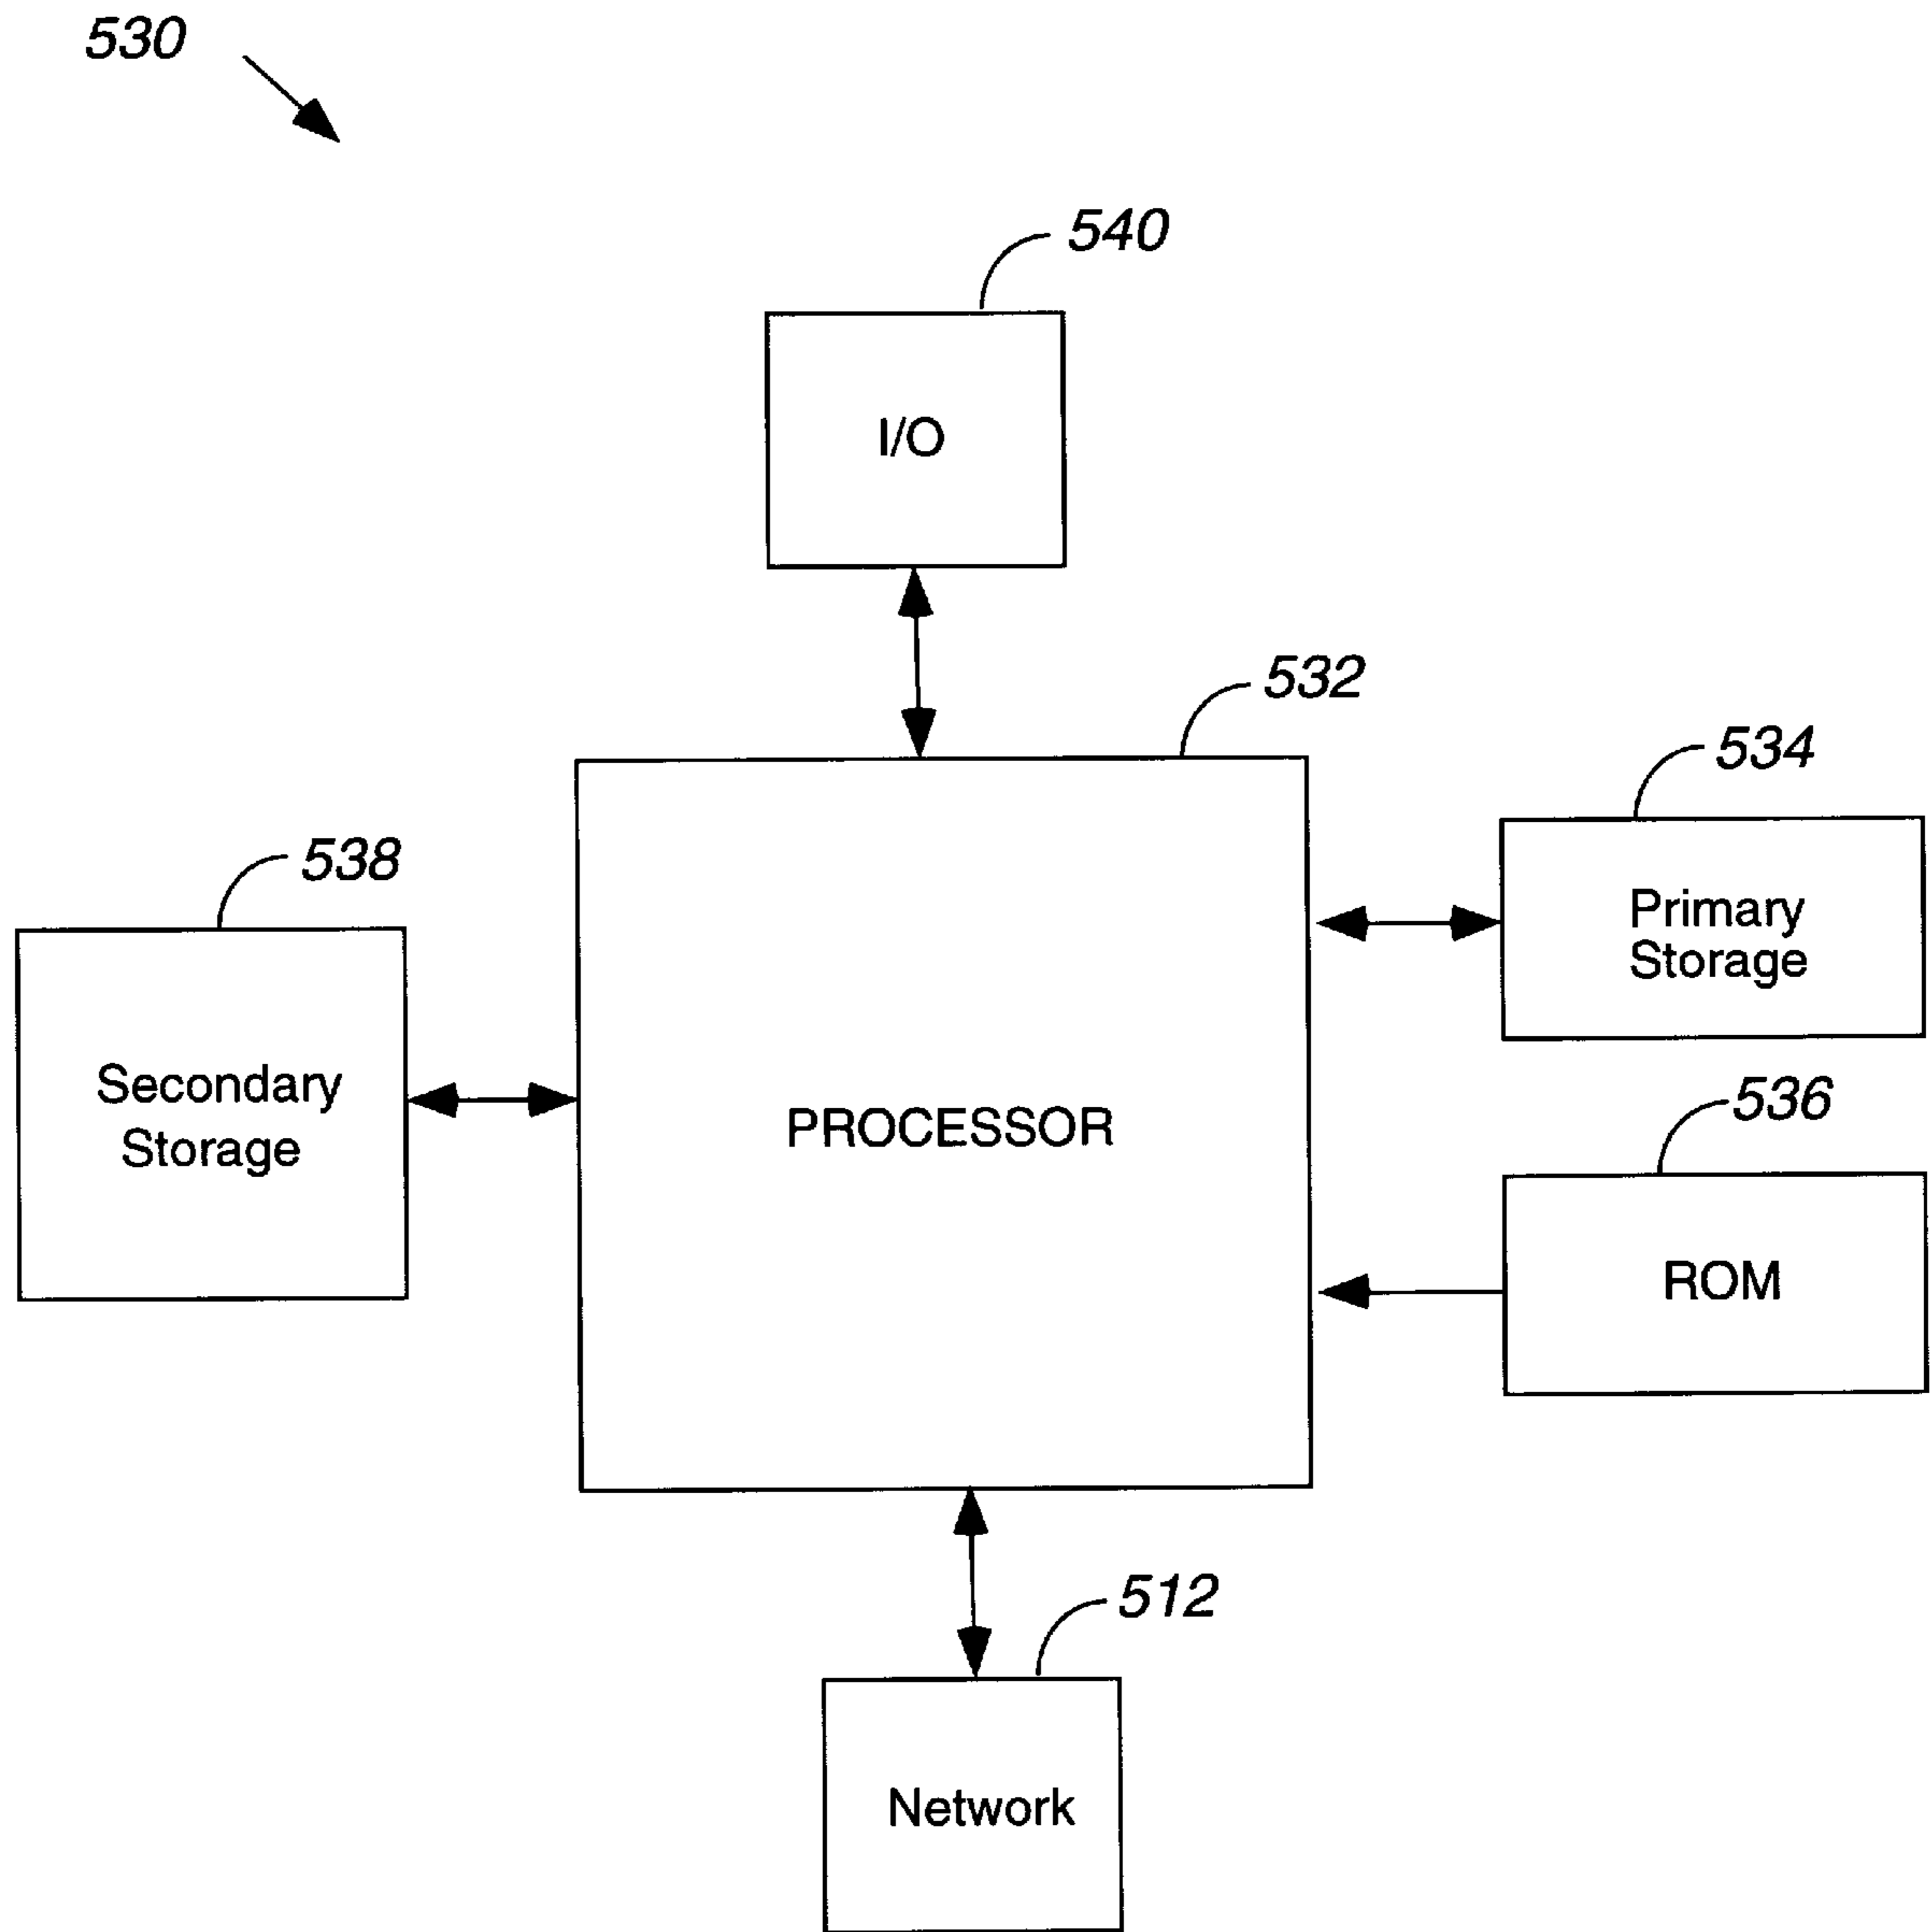 530
540
I/O
532
534
538
Primary
Storage
Secondary
Storage
PROCESSOR
536
ROM
512
Network